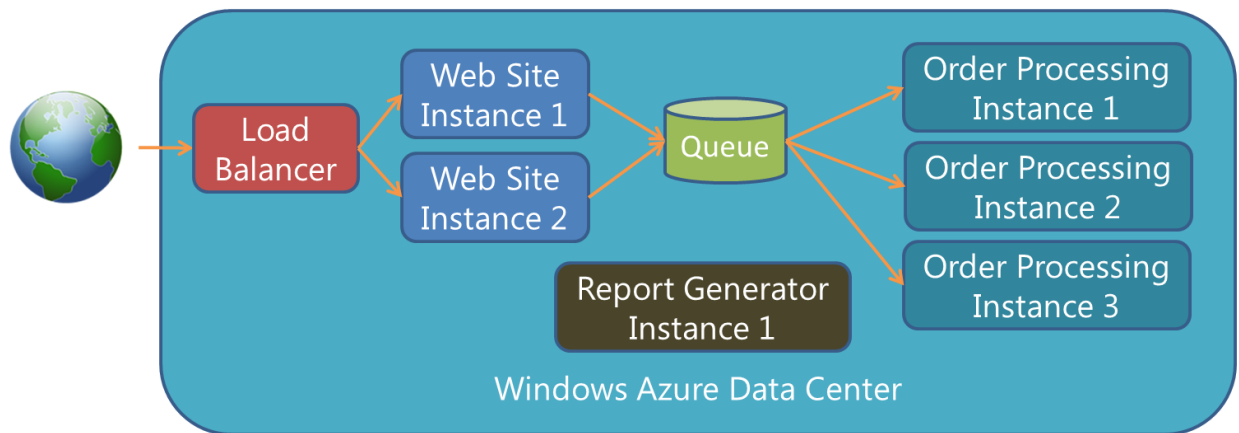 Load
Balancer
Web Site
Instance 1
Web Site
Instance 2
Queue
Order Processing
Instance 1
Order Processing
Instance 2
Order Processing
Instance 3
Report Generator
Instance 1
Windows Azure Data Center